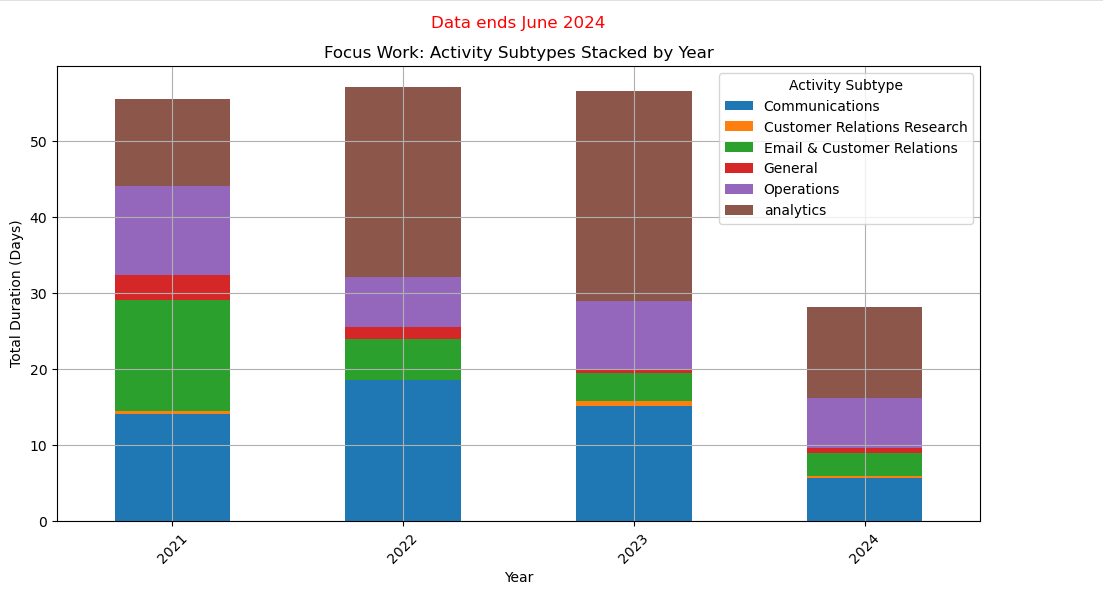 Data ends June 2024
Focus Work: Activity Subtypes Stacked by Year
Activity Subtype
Communications
Customer Relations Research
Email & Customer Relations
General
Operations
analytics
Total Duration (Days)
50
40
30
20
10
0
2021
2022
2023
2024
Year